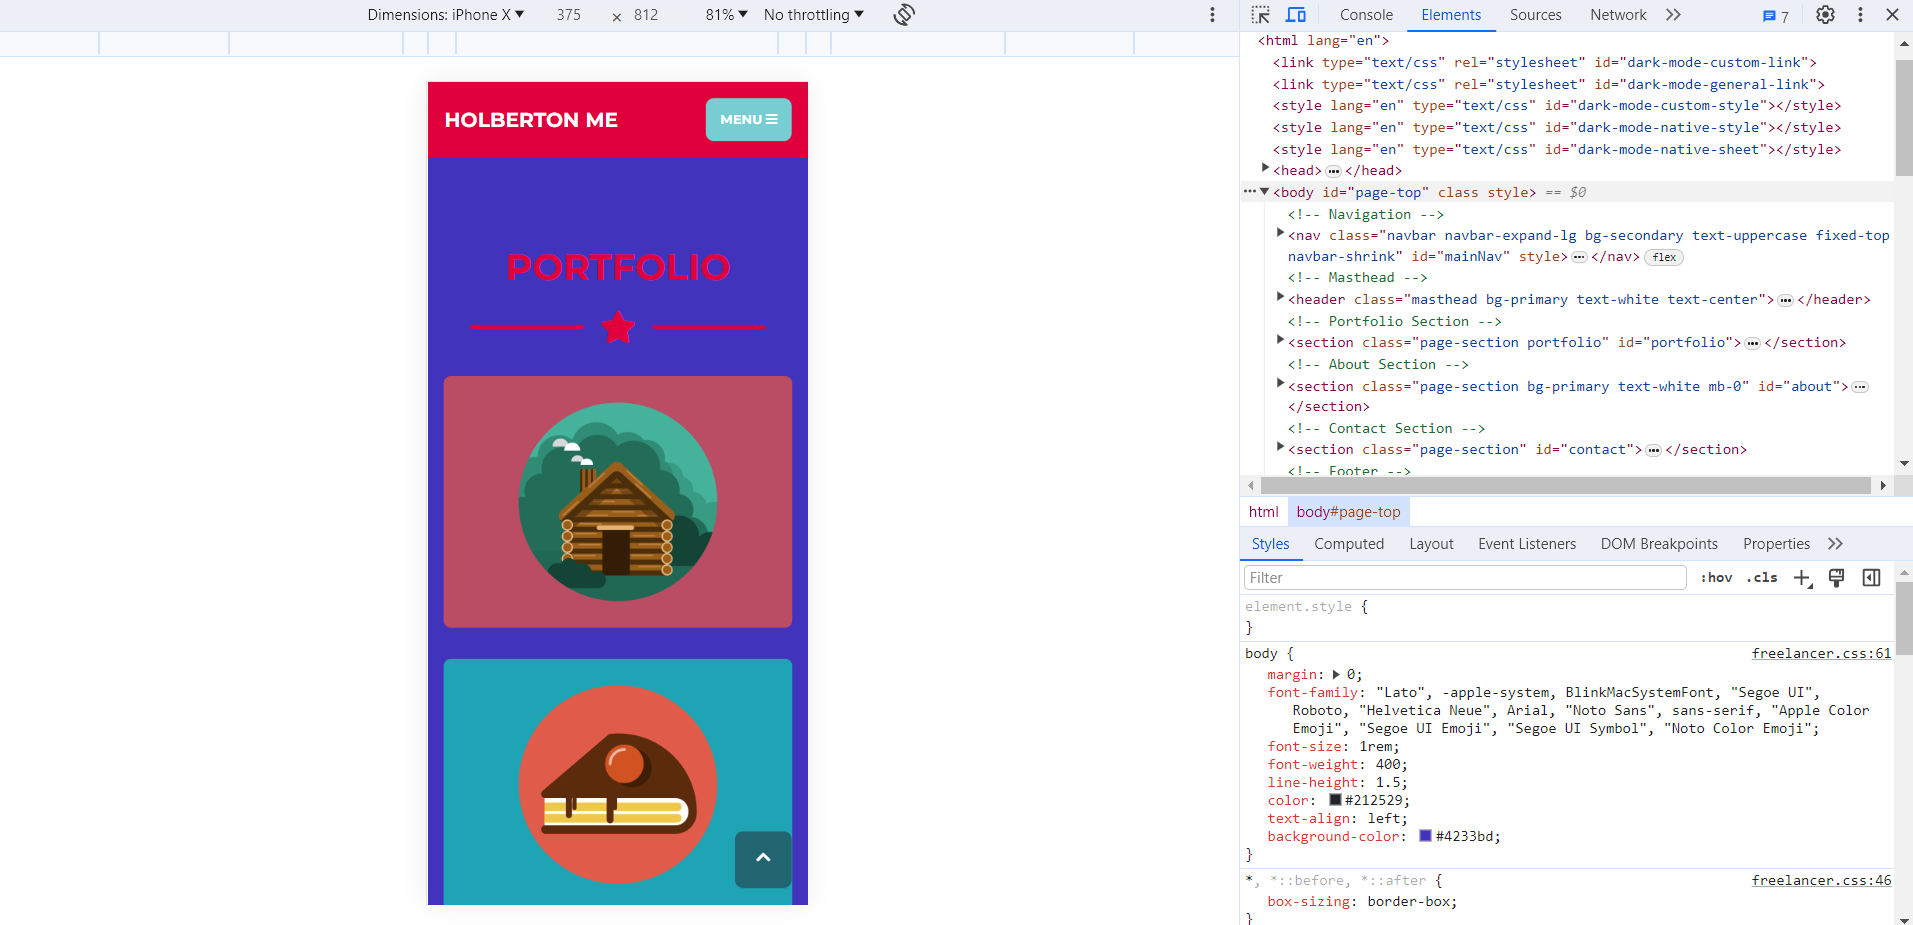 Dimensions: iPhone X ▼ 375 × 812 81% ▼ No throttling ▼
HOLBERTON ME
MENU
PORTFOLIO
Console Elements Sources Network 7
<html lang="en">
<link type="text/css" rel="stylesheet" id="dark-mode-custom-link">
<link type="text/css" rel="stylesheet" id="dark-mode-general-link">
<style lang="en" type="text/css" id="dark-mode-custom-style"></style>
<style lang="en" type="text/css" id="dark-mode-native-style"></style>
<style lang="en" type="text/css" id="dark-mode-native-sheet"></style>
<head>…</head>
<body id="page-top" class style> == $0
<!-- Navigation -->
<nav class="navbar navbar-expand-lg bg-secondary text-uppercase fixed-top
navbar-shrink" id="mainNav" style>…</nav> flex
<!-- Masthead -->
<header class="masthead bg-primary text-white text-center">…</header>
<!-- Portfolio Section -->
<section class="page-section portfolio" id="portfolio">…</section>
<!-- About Section -->
<section class="page-section bg-primary text-white mb-0" id="about">…
</section>
<!-- Contact Section -->
<section class="page-section" id="contact">…</section>
<!-- Footer -->
html body#page-top
Styles Computed Layout Event Listeners DOM Breakpoints Properties
Filter :hov .cls
element.style {
}
body { freelancer.css:61
margin: 0;
font-family: "Lato", -apple-system, BlinkMacSystemFont, "Segoe UI",
Roboto, "Helvetica Neue", Arial, "Noto Sans", sans-serif, "Apple Color
Emoji", "Segoe UI Emoji", "Segoe UI Symbol", "Noto Color Emoji";
font-size: 1rem;
font-weight: 400;
line-height: 1.5;
color: #212529;
text-align: left;
background-color: #4233bd;
}
*, *::before, *::after { freelancer.css:46
box-sizing: border-box;
}